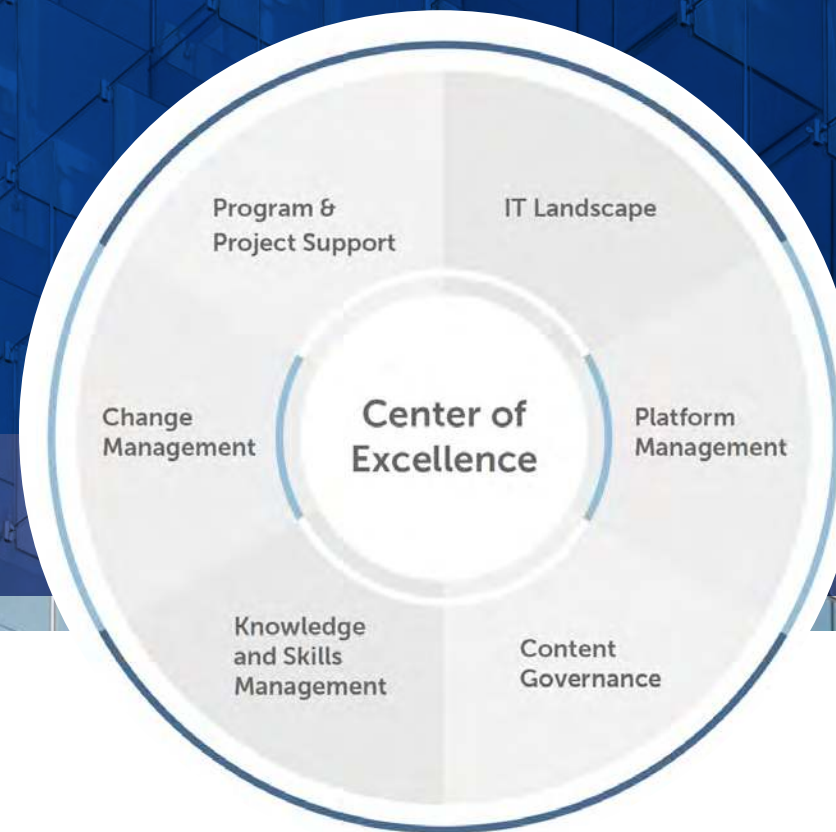 Program &
Project Support
IT Landscape
Change
Management
Center of
Excellence
Platform
Management
Knowledge
and Skills
Management
Content
Governance